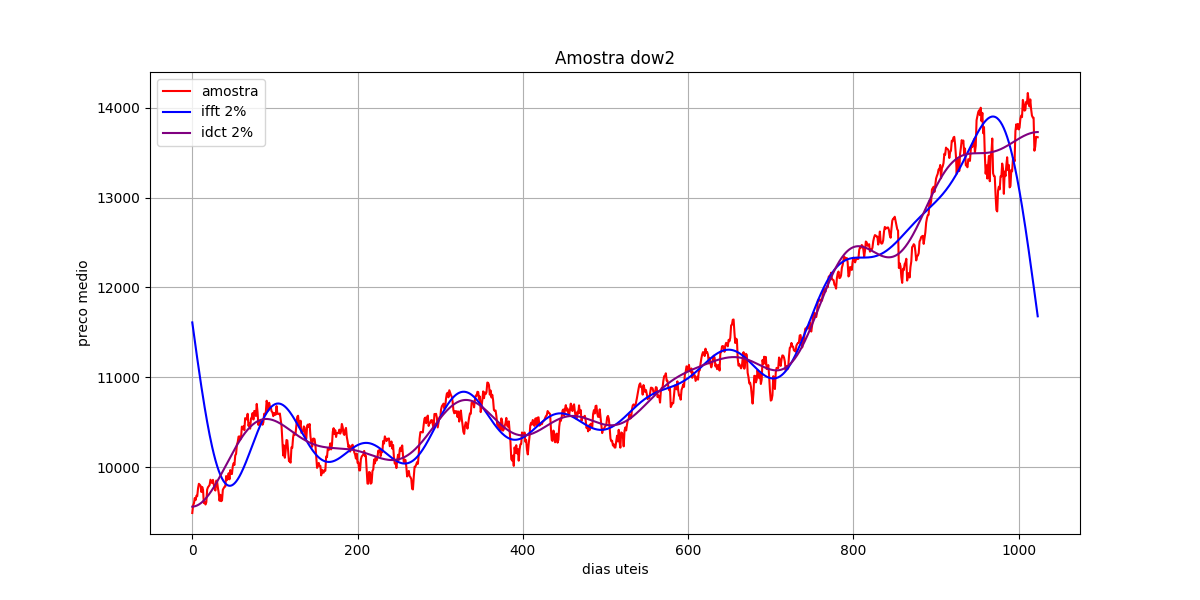 Amostra dow2
amostra
ifft 2%
idct 2%
14000
13000
12000
11000
10000
preco medio
0
200
400
600
800
1000
dias uteis